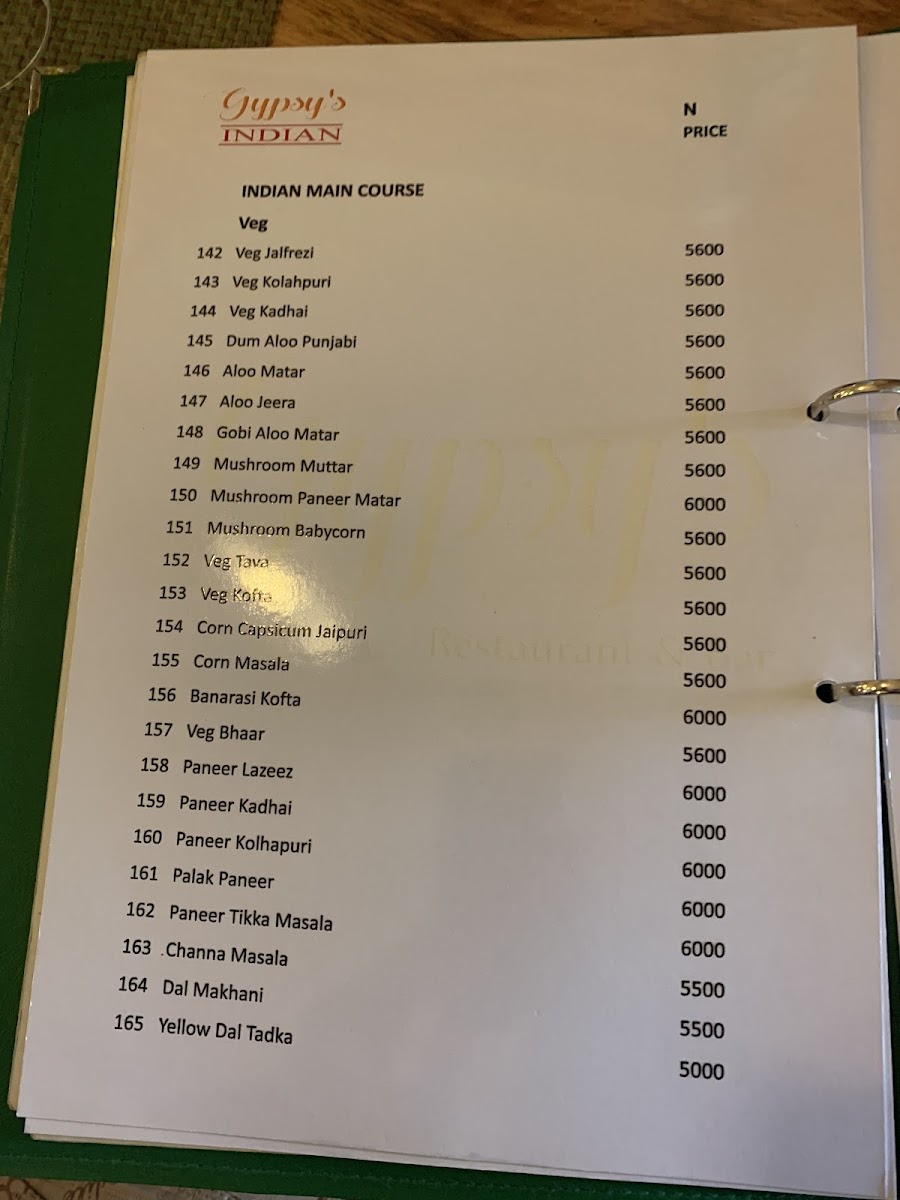 Gypsy's
INDIAN
N
PRICE
INDIAN MAIN COURSE
Veg
142 Veg Jalfrezi 5600
143 Veg Kolahpuri 5600
144 Veg Kadhai 5600
145 Dum Aloo Punjabi 5600
146 Aloo Matar 5600
147 Aloo Jeera 5600
148 Gobi Aloo Matar 5600
149 Mushroom Muttar 5600
150 Mushroom Paneer Matar 6000
151 Mushroom Babycorn 5600
152 Veg Tava 5600
153 Veg Kofta 5600
154 Corn Capsicum Jaipuri 5600
155 Corn Masala 5600
156 Banarasi Kofta 6000
157 Veg Bhaar 5600
158 Paneer Lazeez 6000
159 Paneer Kadhai 6000
160 Paneer Kolhapuri 6000
161 Palak Paneer 6000
162 Paneer Tikka Masala 6000
163 .Channa Masala 5500
164 Dal Makhani 5500
165 Yellow Dal Tadka 5000
Gypsy's
Restaurant & Bar